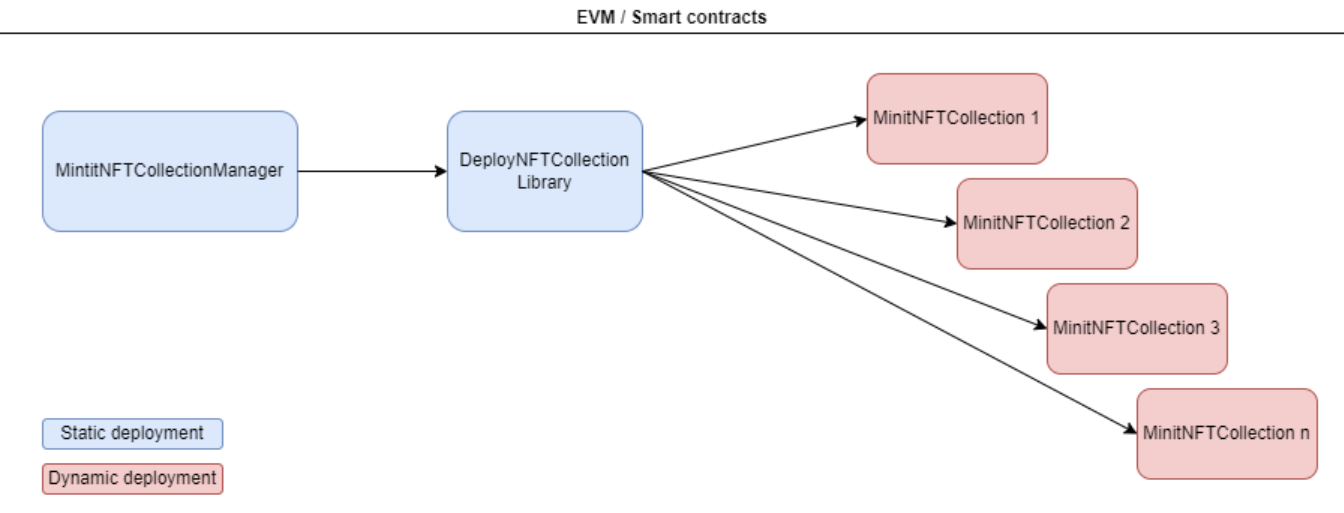 EVM / Smart contracts
MintitNFTCollectionManager
DeployNFTCollection
Library
MinitNFTCollection 1
MinitNFTCollection 2
MinitNFTCollection 3
MinitNFTCollection n
Static deployment
Dynamic deployment